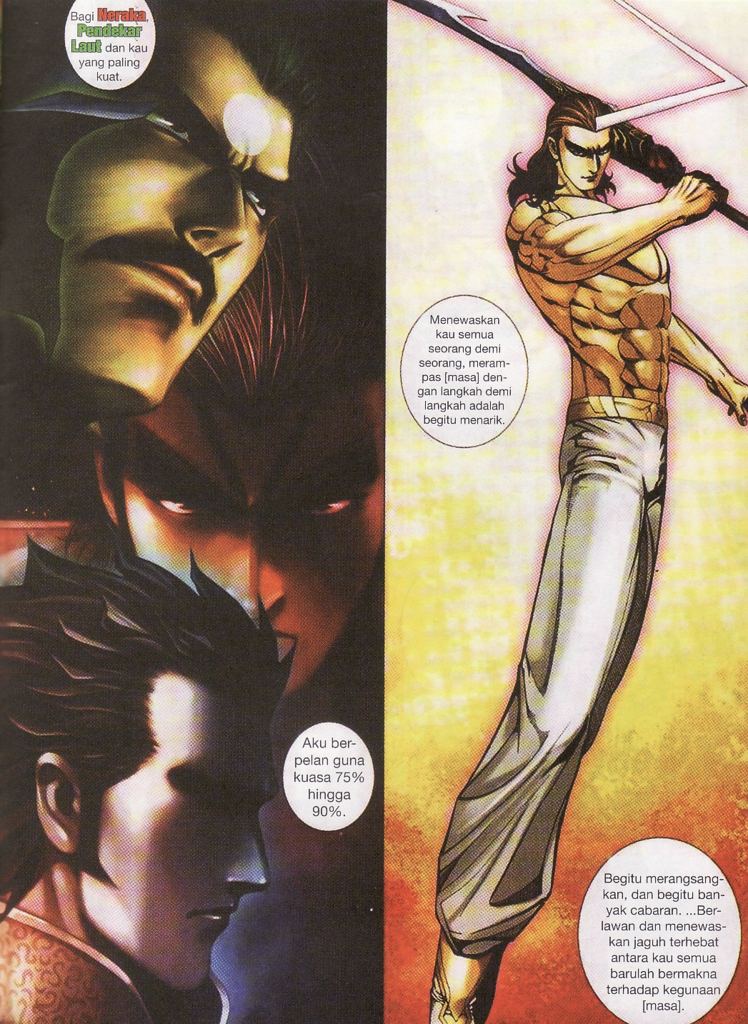 Bagi Neraka,
Pendekar
Laut dan kau
yang paling
kuat.
Menewaskan
kau semua
seorang demi
seorang, meram-
pas [masa] den-
gan langkah demi
langkah adalah
begitu menarik.
Aku ber-
pelan guna
kuasa 75%
hingga
90%.
Begitu merangsang-
kan, dan begitu ban-
yak cabaran. ...Ber-
lawan dan menewas-
kan jaguh terhebat
antara kau semua
barulah bermakna
terhadap kegunaan
[masa].